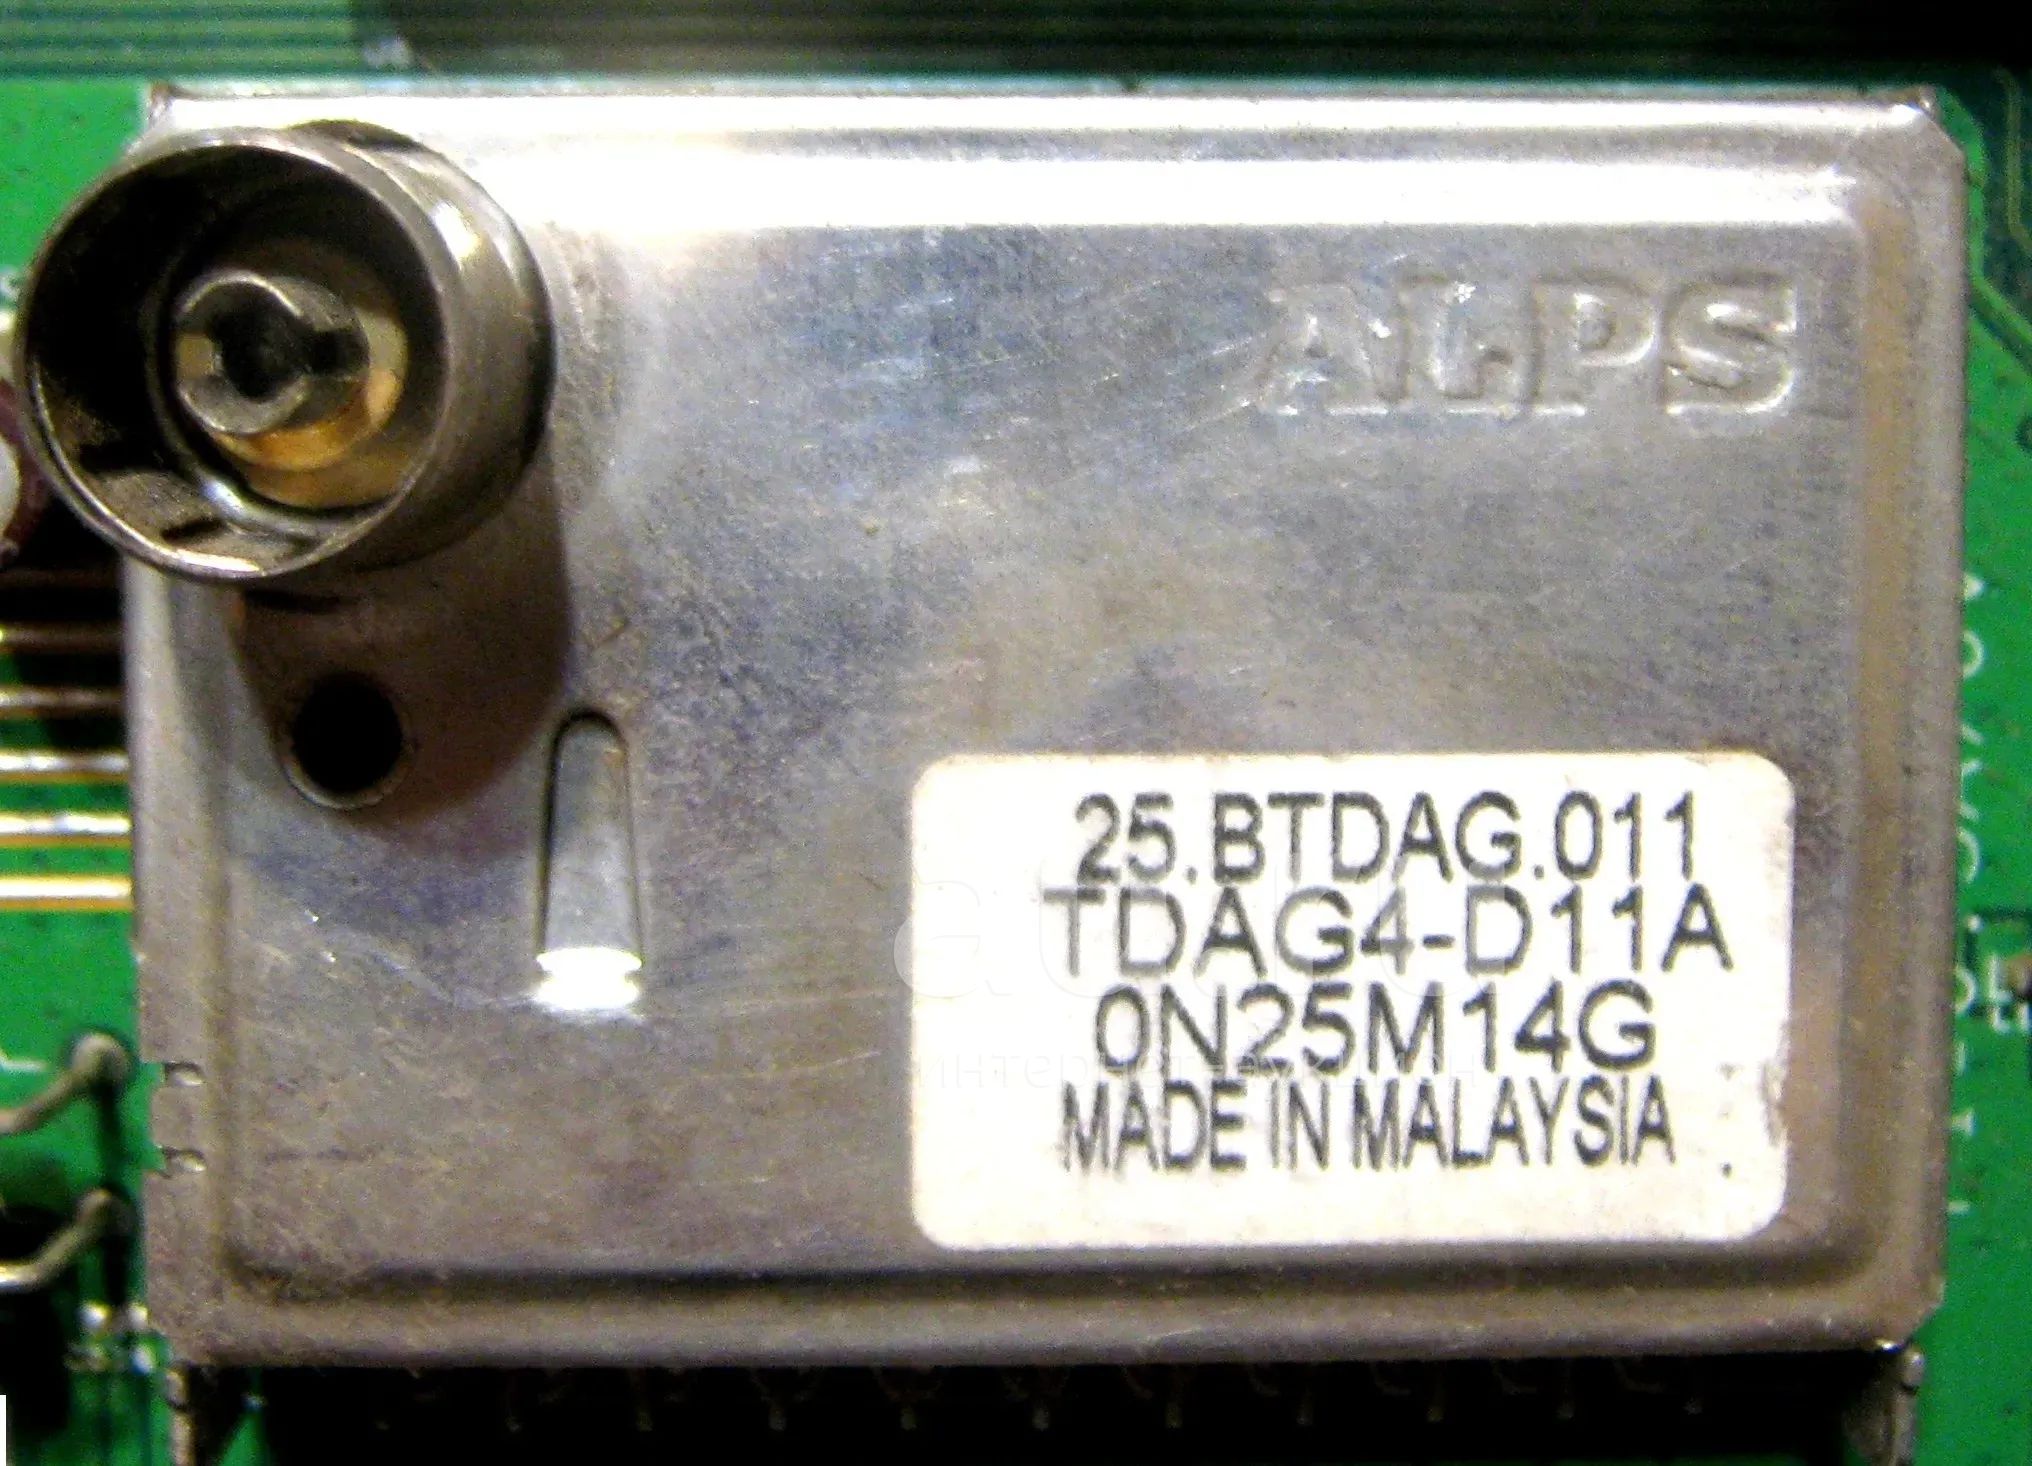 ALPS
25.BTDAG.011
TDAG4-D11A
0N25M14G
MADE IN MALAYSIA